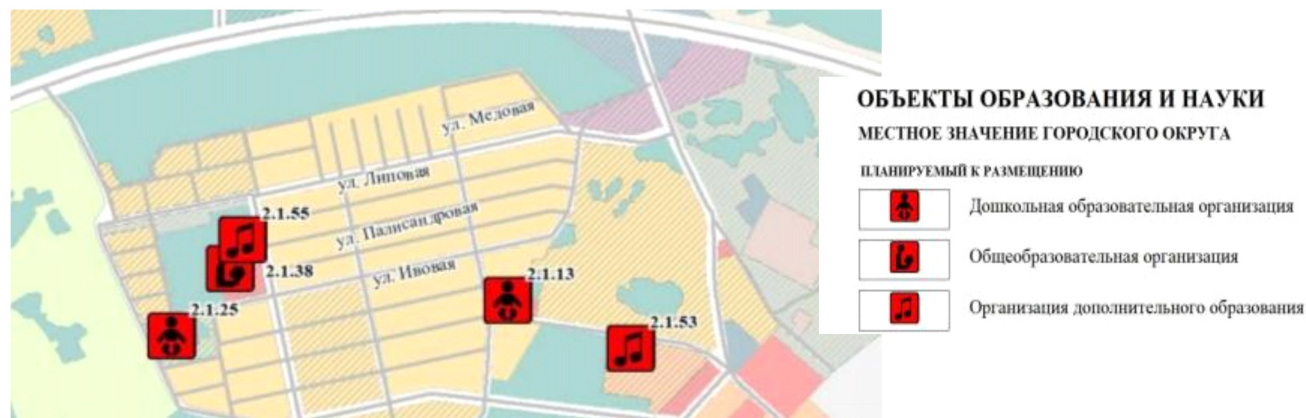 ул. Медовая
ул. Липовая
ул. Палисандровая
ул. Ивовая
2.1.55
2.1.38
2.1.25
2.1.13
2.1.53
ОБЪЕКТЫ ОБРАЗОВАНИЯ И НАУКИ
МЕСТНОЕ ЗНАЧЕНИЕ ГОРОДСКОГО ОКРУГА
ПЛАНИРУЕМЫЙ К РАЗМЕЩЕНИЮ
Дошкольная образовательная организация
Общеобразовательная организация
Организация дополнительного образования